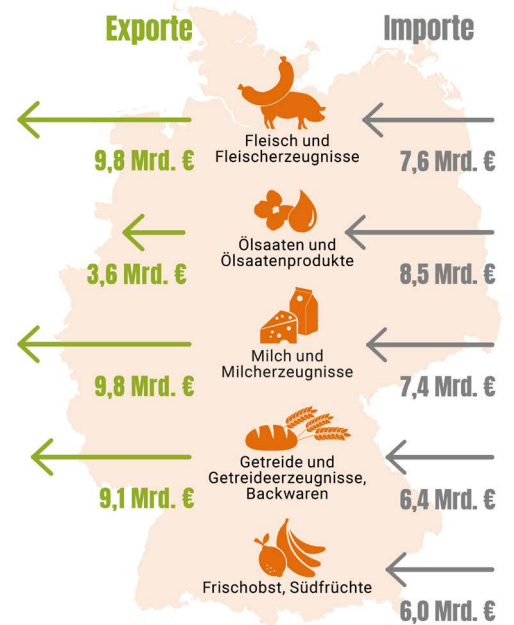 Exporte
Importe
Fleisch und
Fleischerzeugnisse
9,8 Mrd. €
7,6 Mrd. €
Ölsaaten und
Ölsaatenprodukte
3,6 Mrd. €
8,5 Mrd. €
Milch und
Milcherzeugnisse
9,8 Mrd. €
7,4 Mrd. €
Getreide und
Getreideerzeugnisse,
Backwaren
9,1 Mrd. €
6,4 Mrd. €
Frischobst, Südfrüchte
6,0 Mrd. €